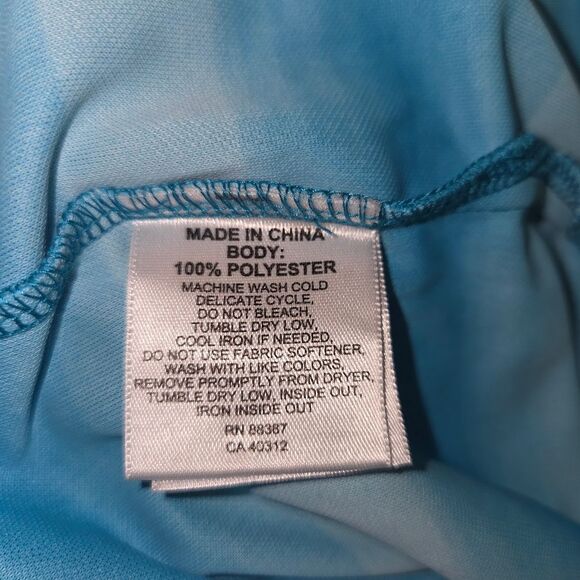 MADE IN CHINA
BODY:
100% POLYESTER
MACHINE WASH COLD
DELICATE CYCLE,
DO NOT BLEACH,
TUMBLE DRY LOW,
COOL IRON IF NEEDED,
DO NOT USE FABRIC SOFTENER,
WASH WITH LIKE COLORS,
REMOVE PROMPTLY FROM DRYER,
TUMBLE DRY LOW, INSIDE OUT,
IRON INSIDE OUT
RN 88387
CA 40312